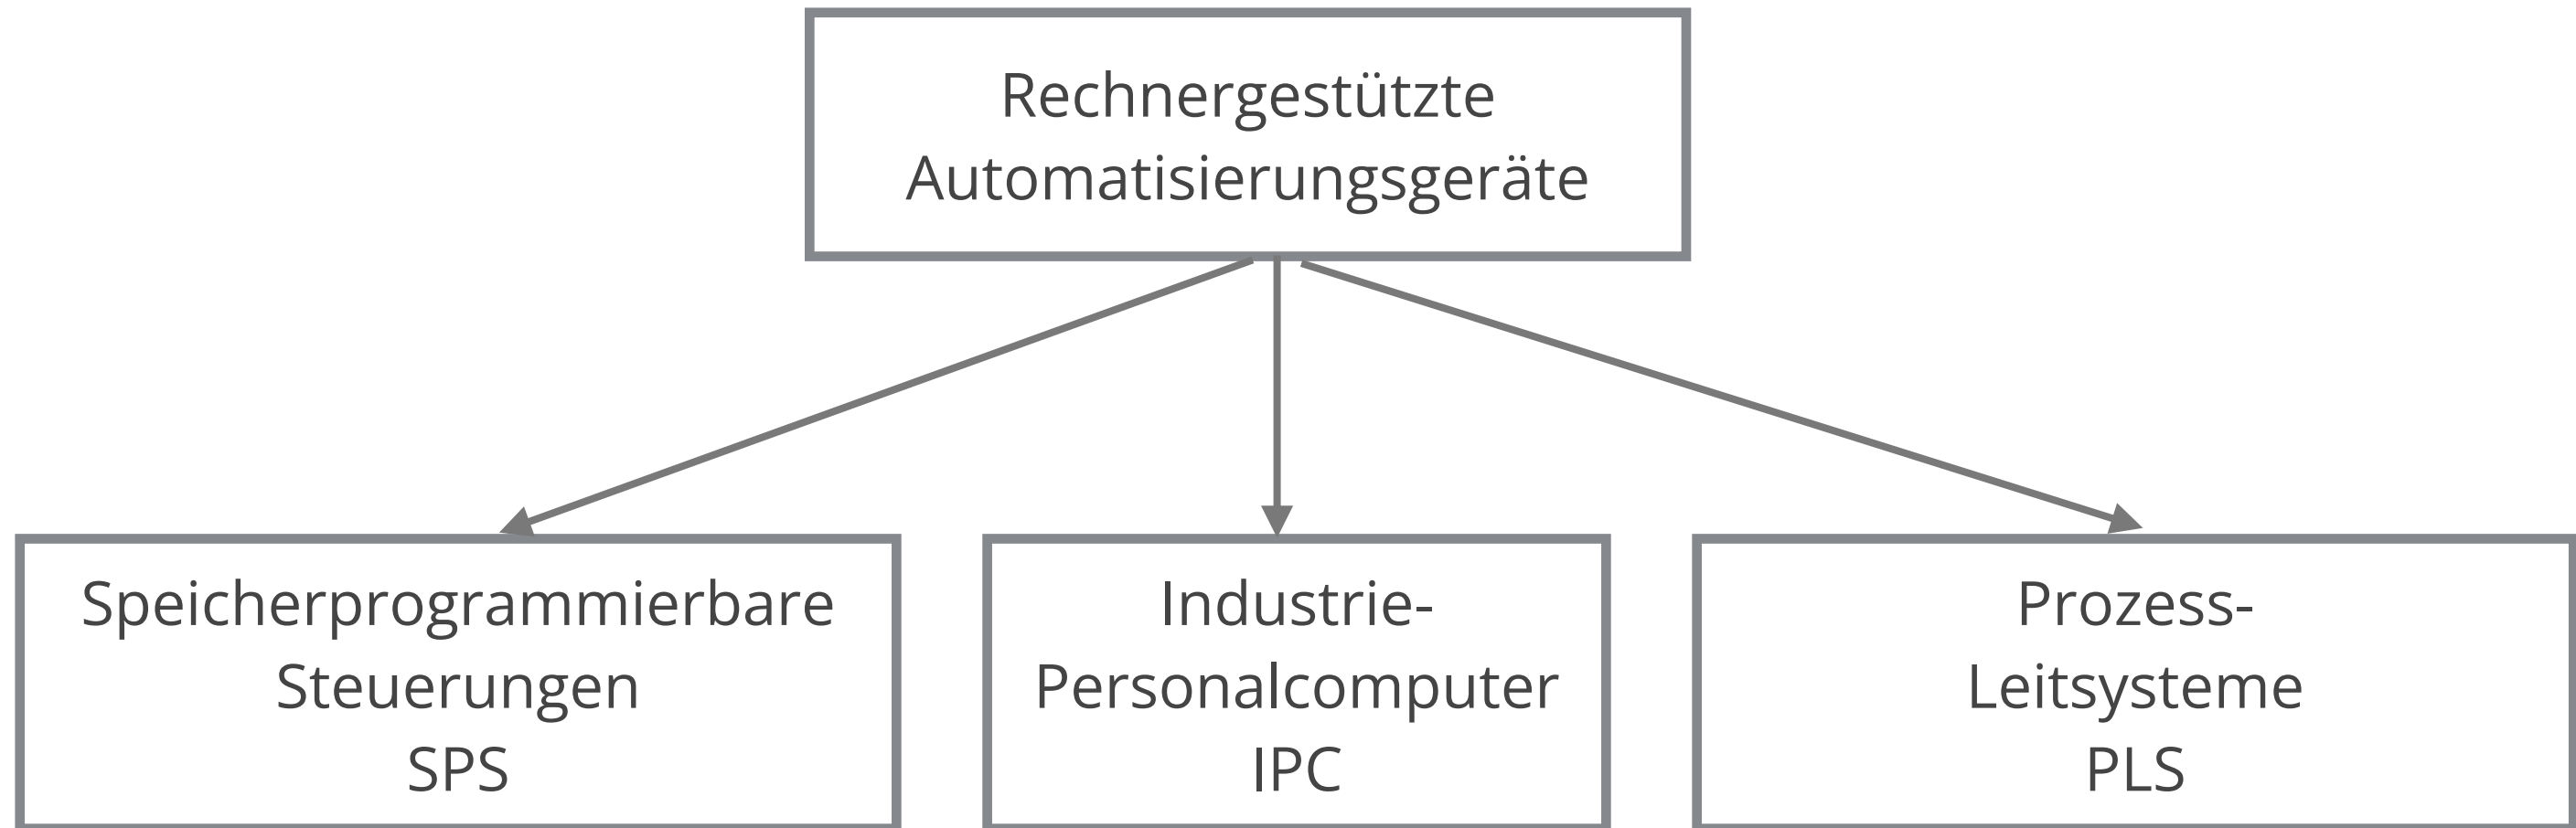 Rechnergestützte
Automatisierungsgeräte
Speicherprogrammierbare
Steuerungen
SPS
Industrie-
Personalcomputer
IPC
Prozess-
Leitsysteme
PLS